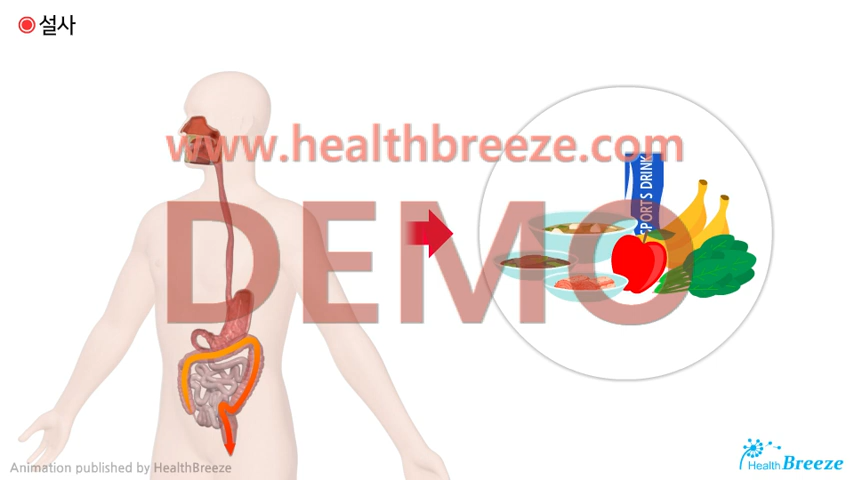 설사
www.healthbreeze.com
SPORTS DRINK
DEMO
Animation published by HealthBreeze
Health Breeze